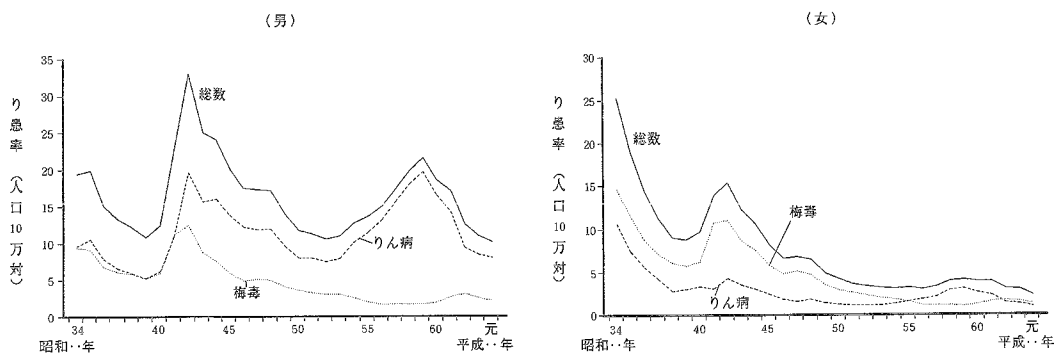 （男）
り患率（人口10万対）
35
30
25
20
15
10
5
0
総数
りん病
梅毒
34 40 45 50 55 60 元
昭和‥年 平成‥年
（女）
り患率（人口10万対）
30
25
20
15
10
5
0
総数
梅毒
りん病
34 40 45 50 55 60 元
昭和‥年 平成‥年